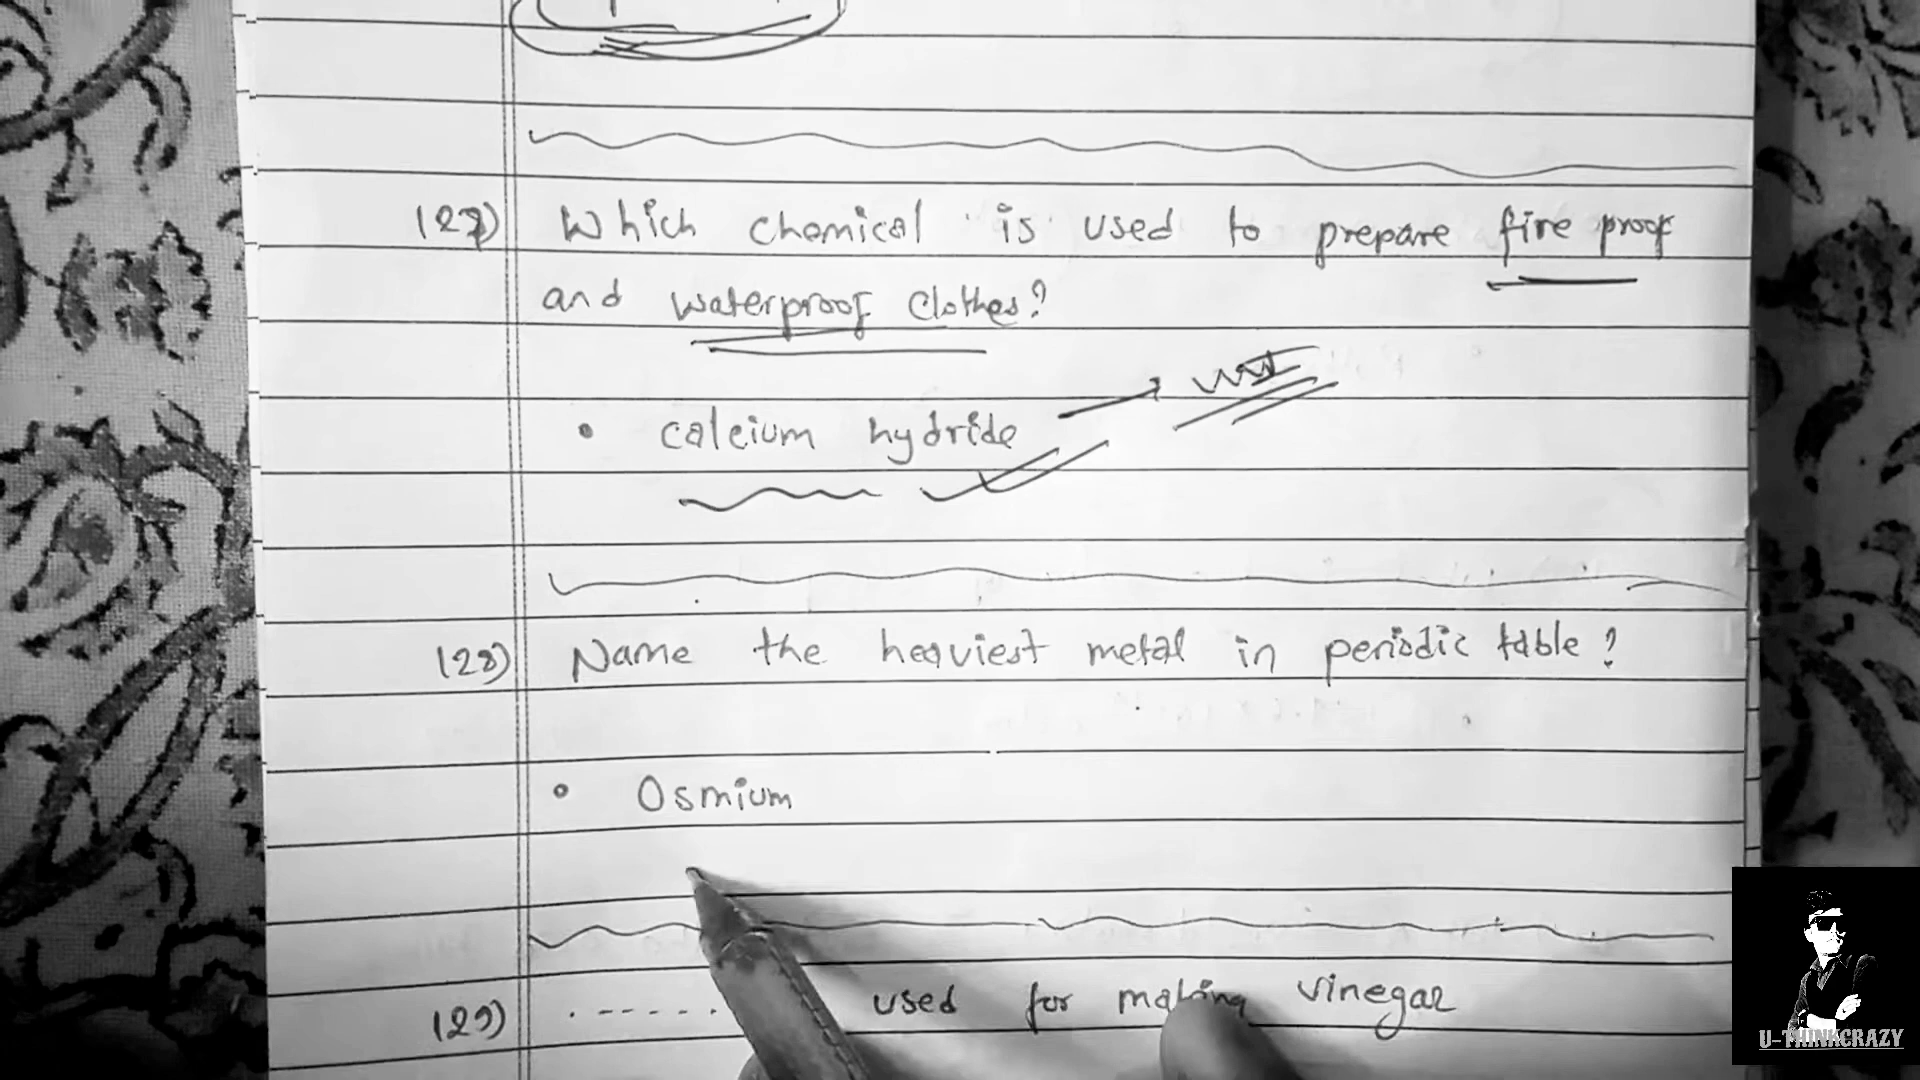 127) Which chemical is used to prepare fire proof
and waterproof clothes?
• calcium hydride
128) Name the heaviest metal in periodic table?
• Osmium
129) ...... used for making vinegar
U-THINKCRAZY